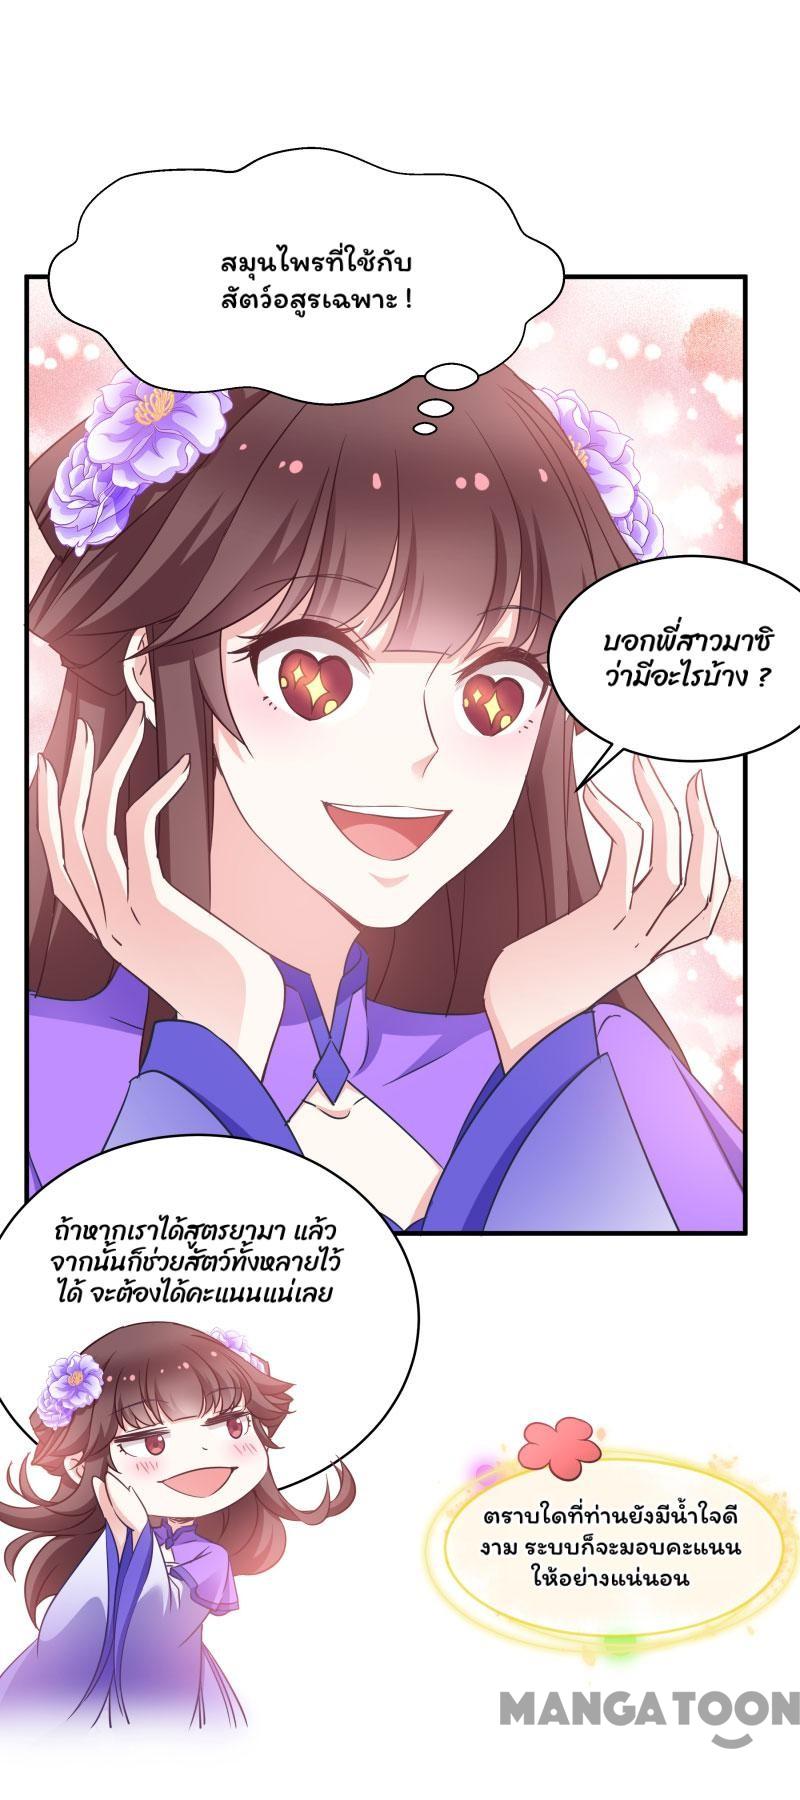 สมุนไพรที่ใช้กับ
สัตว์อสูรเฉพาะ !
บอกพี่สาวมาซิ
ว่ามีอะไรบ้าง ?
ถ้าหากเราได้สูตรยามา แล้ว
จากนั้นก็ช่วยสัตว์ทั้งหลายไว้
ได้ จะต้องได้คะแนนแน่เลย
ตราบใดที่ท่านยังมีน้ำใจดี
งาม ระบบก็จะมอบคะแนน
ให้อย่างแน่นอน
MANGATOON